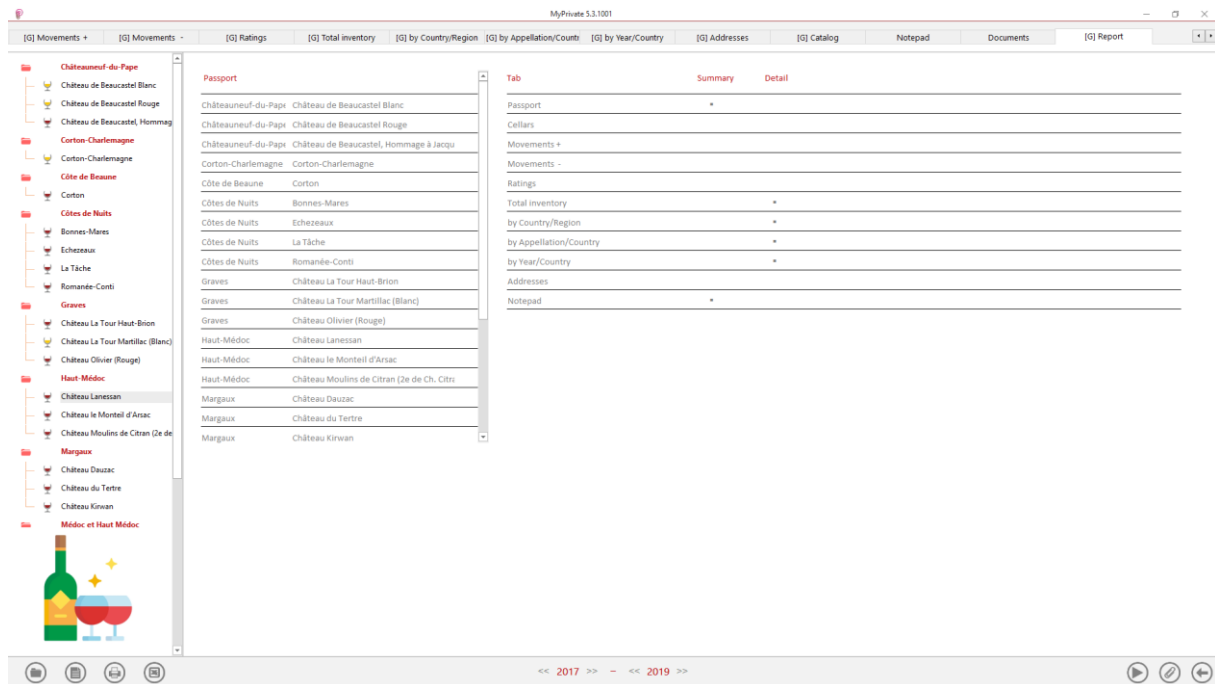 MyPrivate 5.3.1001
[G] Movements + [G] Movements - [G] Ratings [G] Total inventory [G] by Country/Region [G] by Appellation/Count [G] by Year/Country [G] Addresses [G] Catalog Notepad Documents [G] Report
Châteauneuf-du-Pape
Château de Beaucastel Blanc
Château de Beaucastel Rouge
Château de Beaucastel, Hommag
Corton-Charlemagne
Corton-Charlemagne
Côte de Beaune
Corton
Côtes de Nuits
Bonnes-Mares
Echezeaux
La Tâche
Romanée-Conti
Graves
Château La Tour Haut-Brion
Château La Tour Martillac (Blanc)
Château Olivier (Rouge)
Haut-Médoc
Château Lanessan
Château le Monteil d'Arsac
Château Moulins de Citran (2e de
Margaux
Château Dauzac
Château du Tertre
Château Kirwan
Médoc et Haut Médoc
Passport
Châteauneuf-du-Pape Château de Beaucastel Blanc
Châteauneuf-du-Pape Château de Beaucastel Rouge
Châteauneuf-du-Pape Château de Beaucastel, Hommage à Jacqu
Corton-Charlemagne Corton-Charlemagne
Côte de Beaune Corton
Côtes de Nuits Bonnes-Mares
Côtes de Nuits Echezeaux
Côtes de Nuits La Tâche
Côtes de Nuits Romanée-Conti
Graves Château La Tour Haut-Brion
Graves Château La Tour Martillac (Blanc)
Graves Château Olivier (Rouge)
Haut-Médoc Château Lanessan
Haut-Médoc Château le Monteil d'Arsac
Haut-Médoc Château Moulins de Citran (2e de Ch. Citra
Margaux Château Dauzac
Margaux Château du Tertre
Margaux Château Kirwan
Tab Summary Detail
Passport *
Cellars
Movements +
Movements -
Ratings
Total inventory *
by Country/Region *
by Appellation/Country *
by Year/Country *
Addresses
Notepad *
<< 2017 >> – << 2019 >>